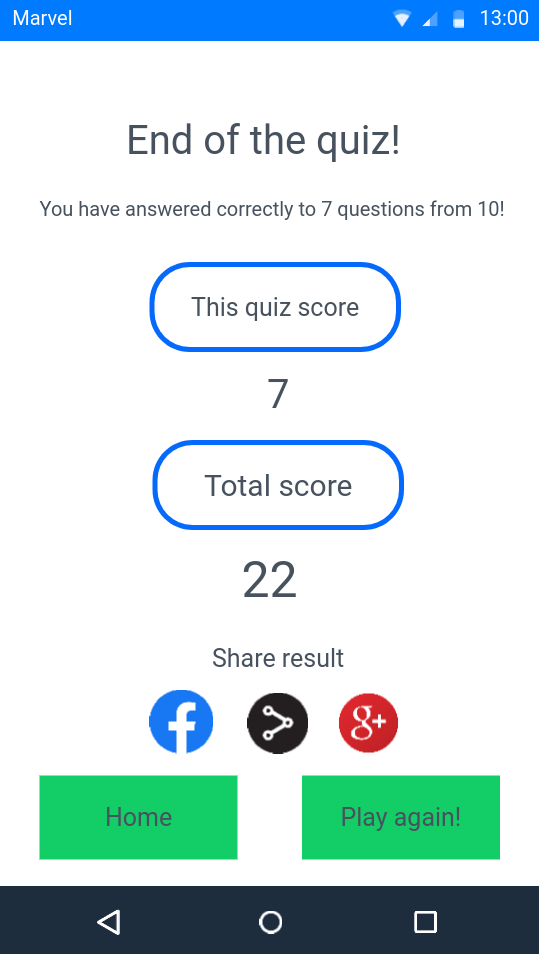 Marvel 13:00
End of the quiz!
You have answered correctly to 7 questions from 10!
This quiz score
7
Total score
22
Share result
f g+
Home Play again!